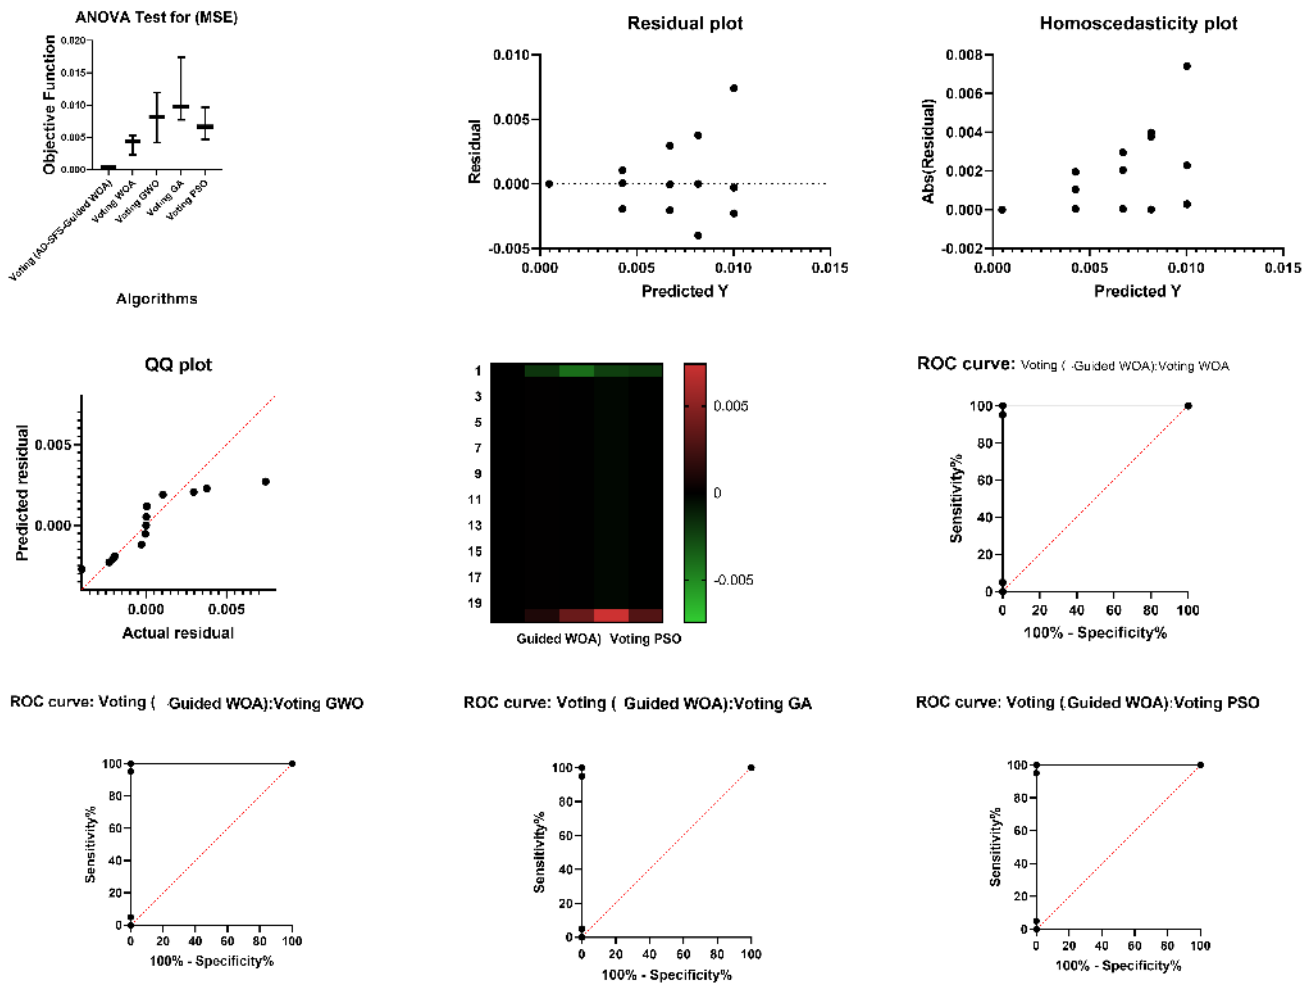 ANOVA Test for (MSE)
Objective Function
0.020
0.015
0.010
0.005
0.000
Voting (AD-SFS-Guided WOA)
Voting WOA
Voting GWO
Voting GA
Voting PSO
Algorithms
Residual plot
Residual
0.010
0.005
0.000
-0.005
0.000 0.005 0.010 0.015
Predicted Y
Homoscedasticity plot
Abs(Residual)
0.008
0.006
0.004
0.002
0.000
-0.002
0.000 0.005 0.010 0.015
Predicted Y
QQ plot
Predicted residual
0.005
0.000
0.000 0.005
Actual residual
1
3
5
7
9
11
13
15
17
19
0.005
0
-0.005
Guided WOA) Voting PSO
ROC curve: Voting ( -Guided WOA):Voting WOA
Sensitivity%
100
80
60
40
20
0
0 20 40 60 80 100
100% - Specificity%
ROC curve: Voting ( -Guided WOA):Voting GWO
Sensitivity%
100
80
60
40
20
0
0 20 40 60 80 100
100% - Specificity%
ROC curve: Voting ( Guided WOA):Voting GA
Sensitivity%
100
80
60
40
20
0
0 20 40 60 80 100
100% - Specificity%
ROC curve: Voting (.Guided WOA):Voting PSO
Sensitivity%
100
80
60
40
20
0
0 20 40 60 80 100
100% - Specificity%